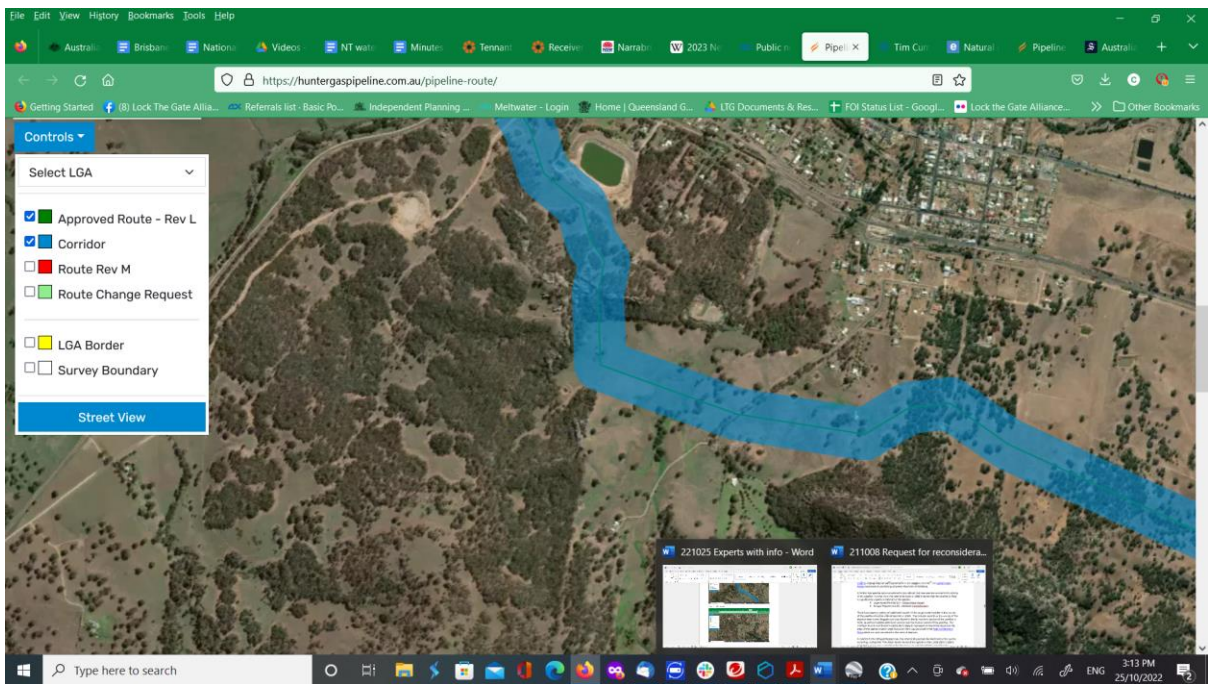 File Edit View History Bookmarks Tools Help
Australia Brisbane Nationa Videos - NT wate Minutes Tennant Receive Narrabr W 2023 Ne Public n Pipeli Tim Cur Natural Pipeline Australia
https://huntergaspipeline.com.au/pipeline-route/
Getting Started (8) Lock The Gate Allia... Referrals list - Basic Po... Independent Planning ... Meltwater - Login Home | Queensland G... LTG Documents & Res... FOI Status List - Googl... Lock the Gate Alliance... Other Bookmarks
Controls
Select LGA
Approved Route - Rev L
Corridor
Route Rev M
Route Change Request
LGA Border
Survey Boundary
Street View
221025 Experts with info - Word 211008 Request for reconsidera...
Type here to search
ENG
3:13 PM
25/10/2022